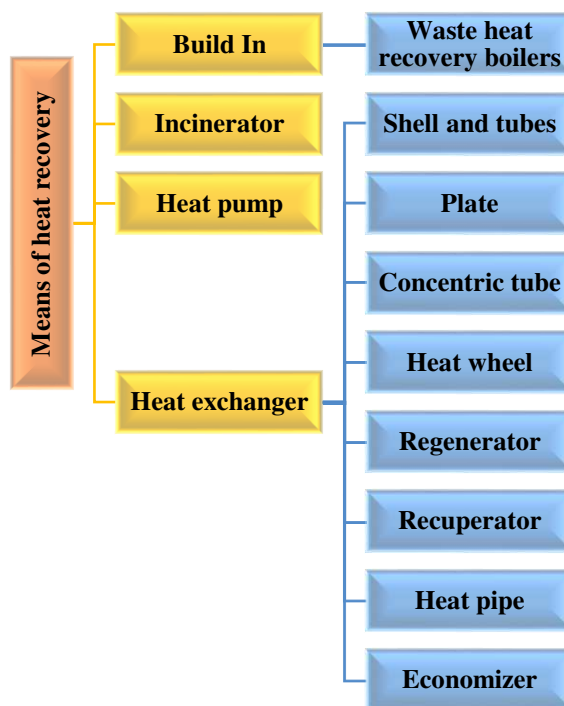 Means of heat recovery
Build In
Waste heat
recovery boilers
Incinerator
Heat pump
Heat exchanger
Shell and tubes
Plate
Concentric tube
Heat wheel
Regenerator
Recuperator
Heat pipe
Economizer